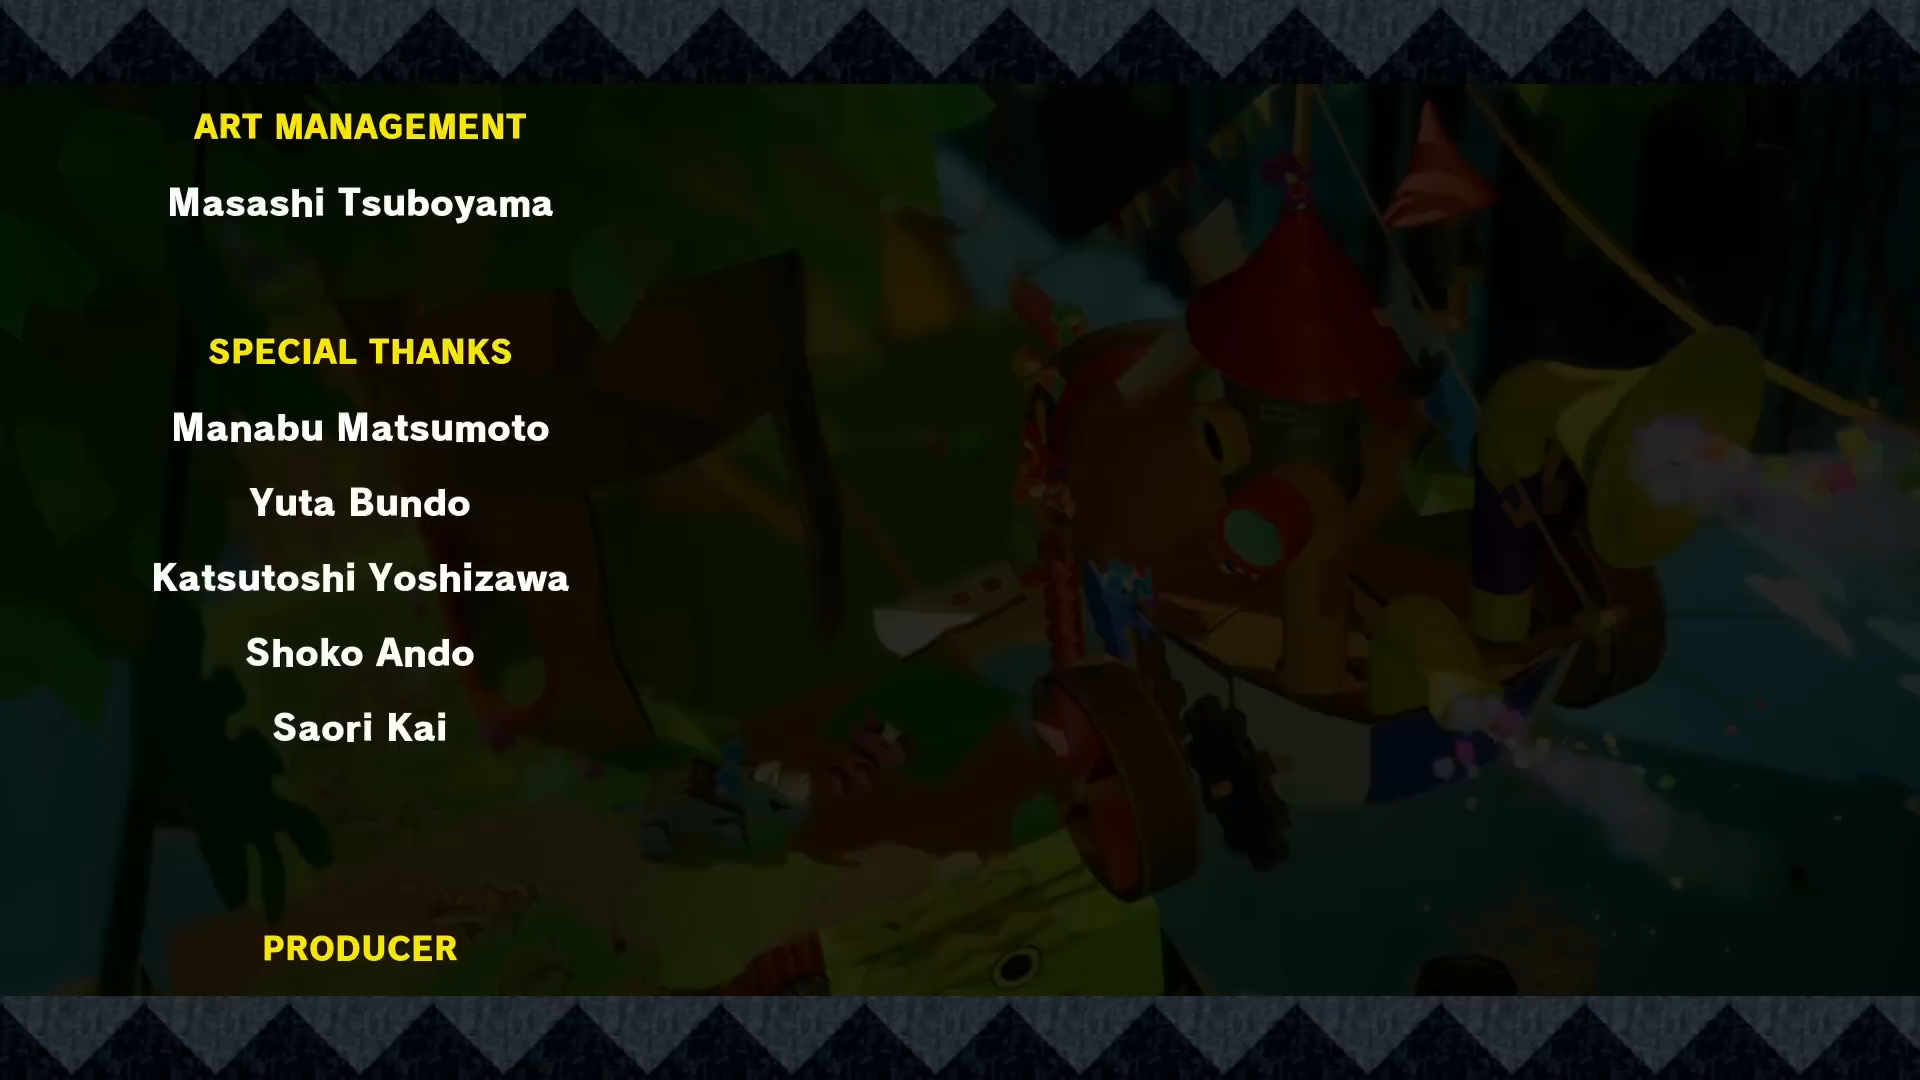 ART MANAGEMENT
Masashi Tsuboyama
SPECIAL THANKS
Manabu Matsumoto
Yuta Bundo
Katsutoshi Yoshizawa
Shoko Ando
Saori Kai
PRODUCER